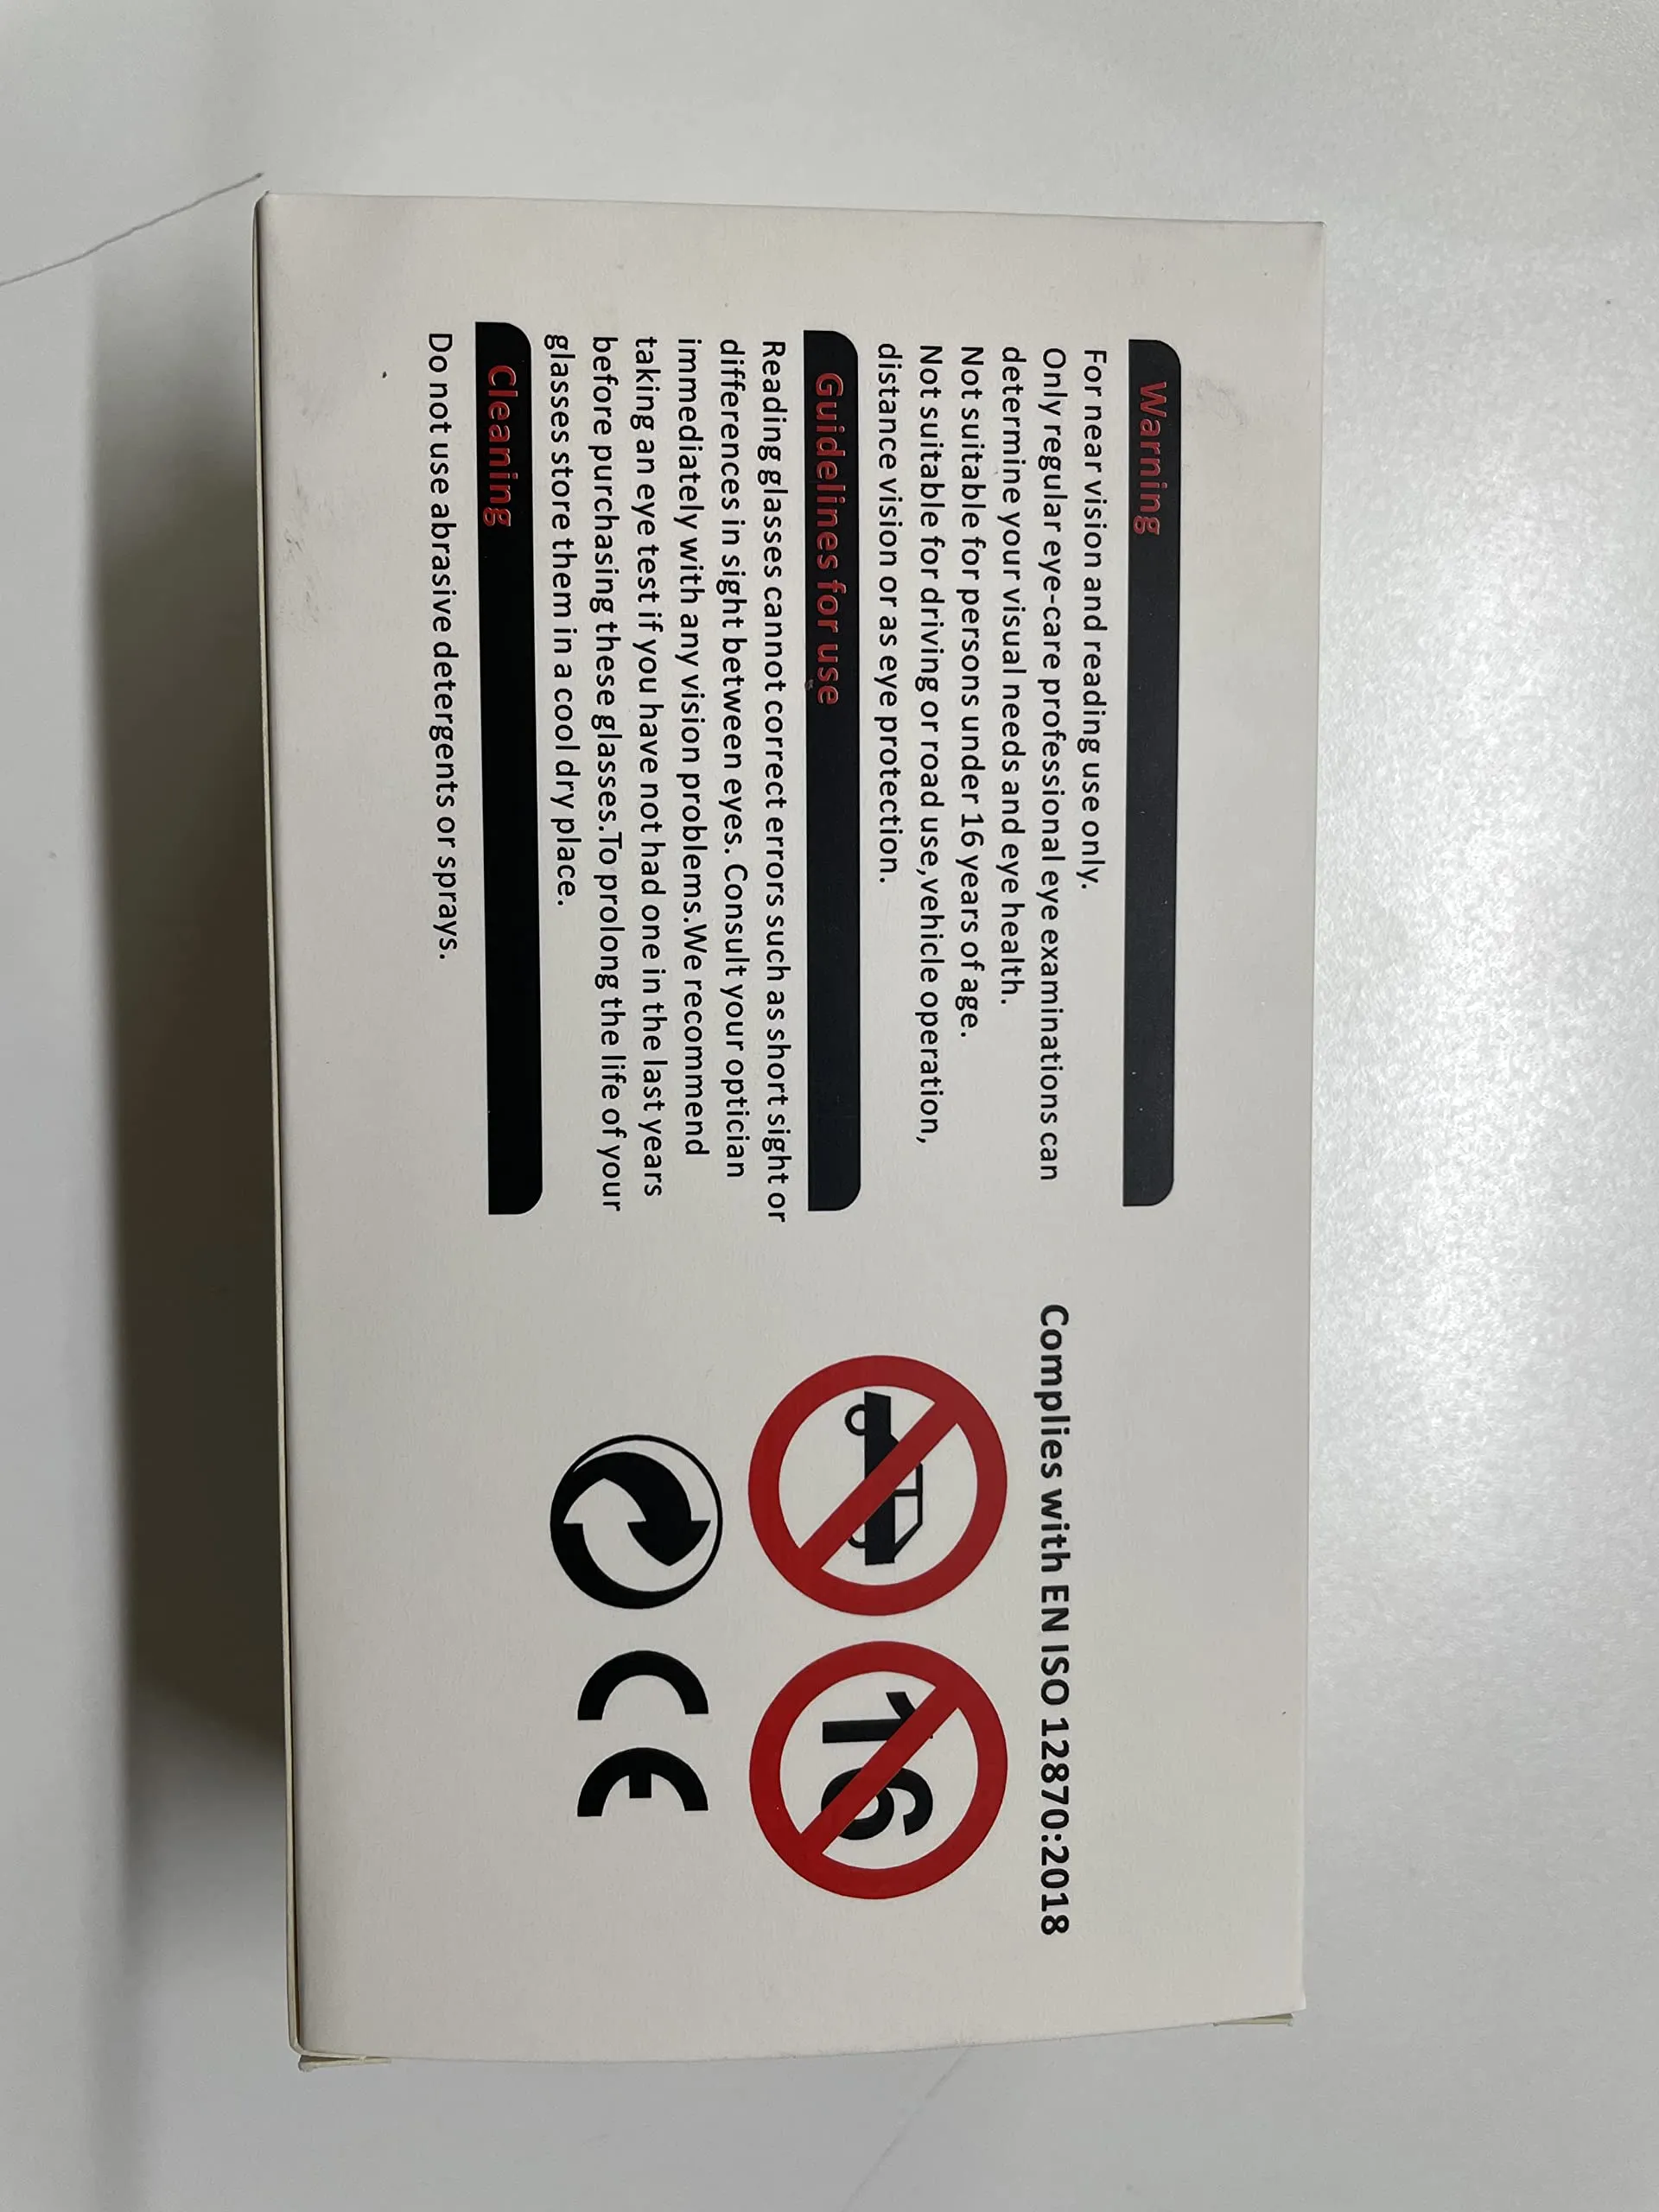 Warning
For near vision and reading use only.
Only regular eye-care professional eye examinations can
determine your visual needs and eye health.
Not suitable for persons under 16 years of age.
Not suitable for driving or road use,vehicle operation,
distance vision or as eye protection.
Guidelines for use
Reading glasses cannot correct errors such as short sight or
differences in sight between eyes. Consult your optician
immediately with any vision problems.We recommend
taking an eye test if you have not had one in the last years
before purchasing these glasses.To prolong the life of your
glasses store them in a cool dry place.
Cleaning
Do not use abrasive detergents or sprays.
Complies with EN ISO 12870:2018
16
CE